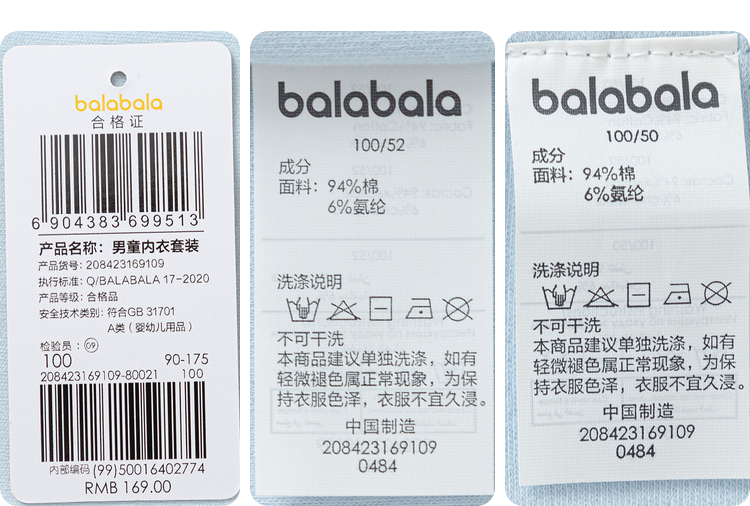 balabala
合格证
6 904383 699513
产品名称：男童内衣套装
产品货号：208423169109
执行标准：Q/BALABALA 17-2020
产品等级：合格品
安全技术类别：符合GB 31701
A类（婴幼儿用品）
检验员：09
100 90-175
208423169109-80021 100
内部编码 (99)50016402774
RMB 169.00
balabala
100/52
成分
面料：94%棉
6%氨纶
洗涤说明
不可干洗
本商品建议单独洗涤，如有
轻微褪色属正常现象，为保
持衣服色泽，衣服不宜久浸。
中国制造
208423169109
0484
balabala
100/50
成分
面料：94%棉
6%氨纶
洗涤说明
不可干洗
本商品建议单独洗涤，如有
轻微褪色属正常现象，为保
持衣服色泽，衣服不宜久浸。
中国制造
208423169109
0484